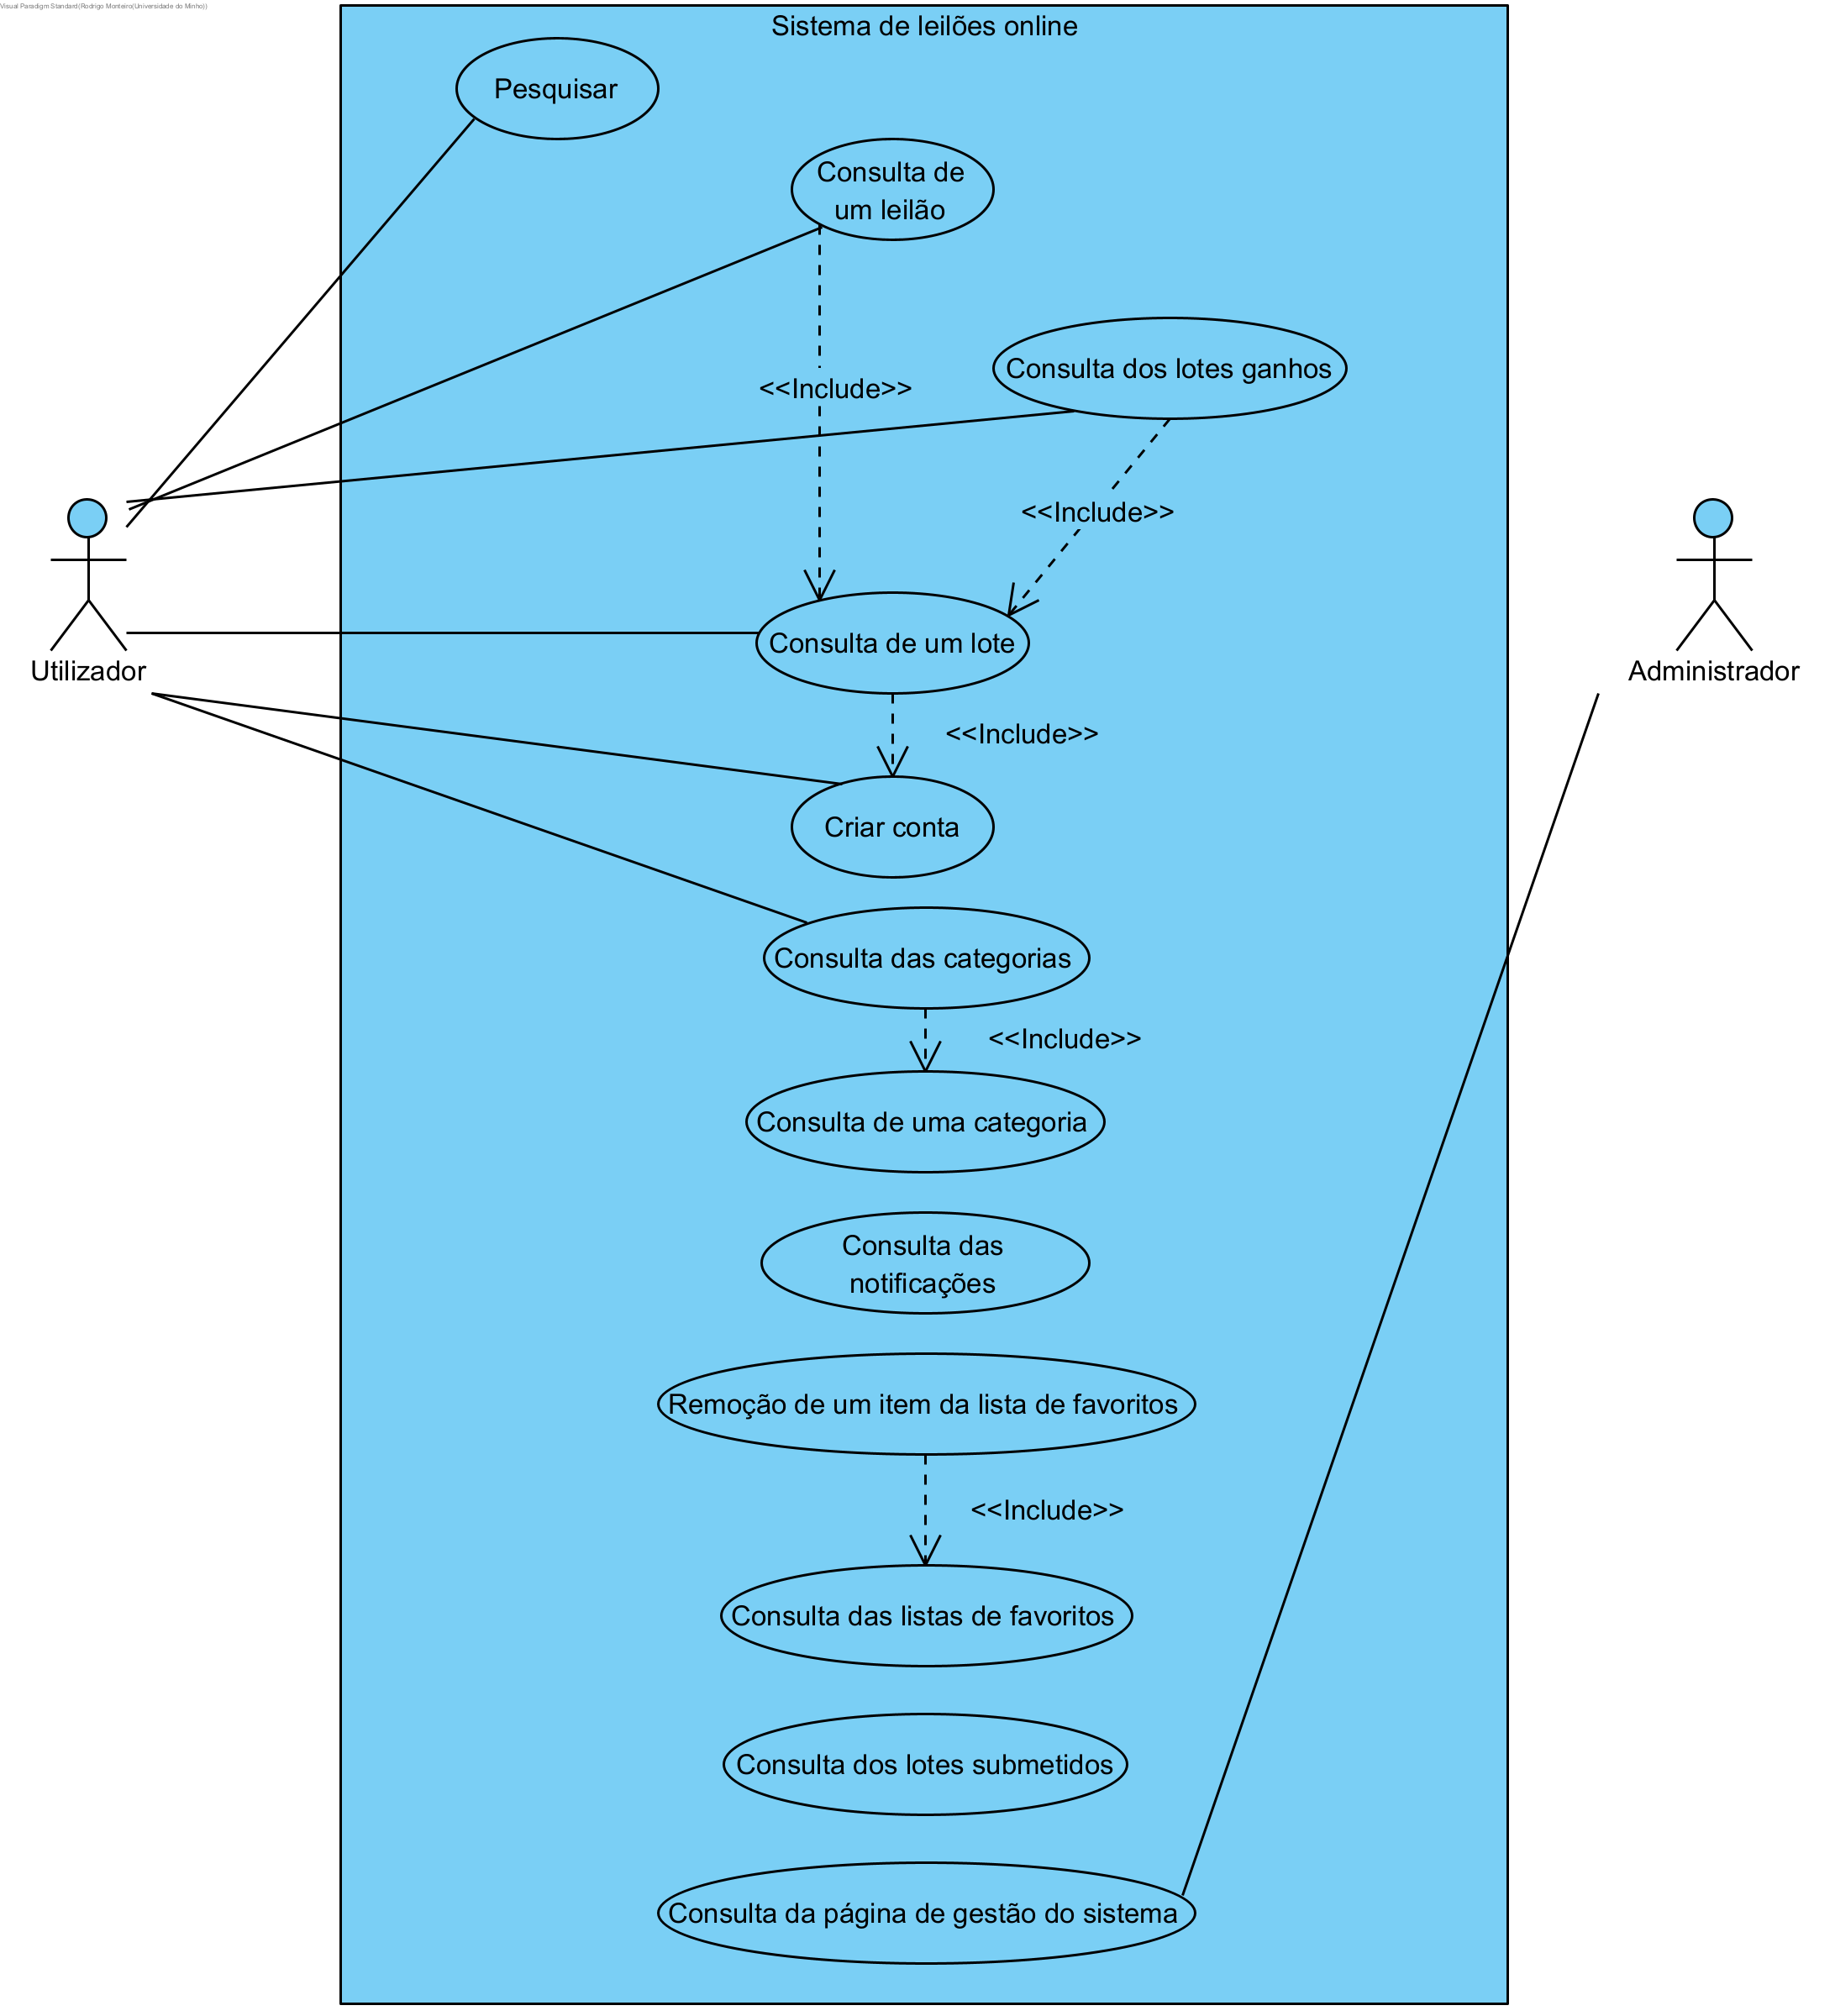 Visual Paradigm Standard(Rodrigo Monteiro(Universidade do Minho))
Sistema de leilões online
Pesquisar
Consulta de
um leilão
Consulta dos lotes ganhos
<<Include>>
<<Include>>
Consulta de um lote
Utilizador
Administrador
<<Include>>
Criar conta
Consulta das categorias
<<Include>>
Consulta de uma categoria
Consulta das
notificações
Remoção de um item da lista de favoritos
<<Include>>
Consulta das listas de favoritos
Consulta dos lotes submetidos
Consulta da página de gestão do sistema